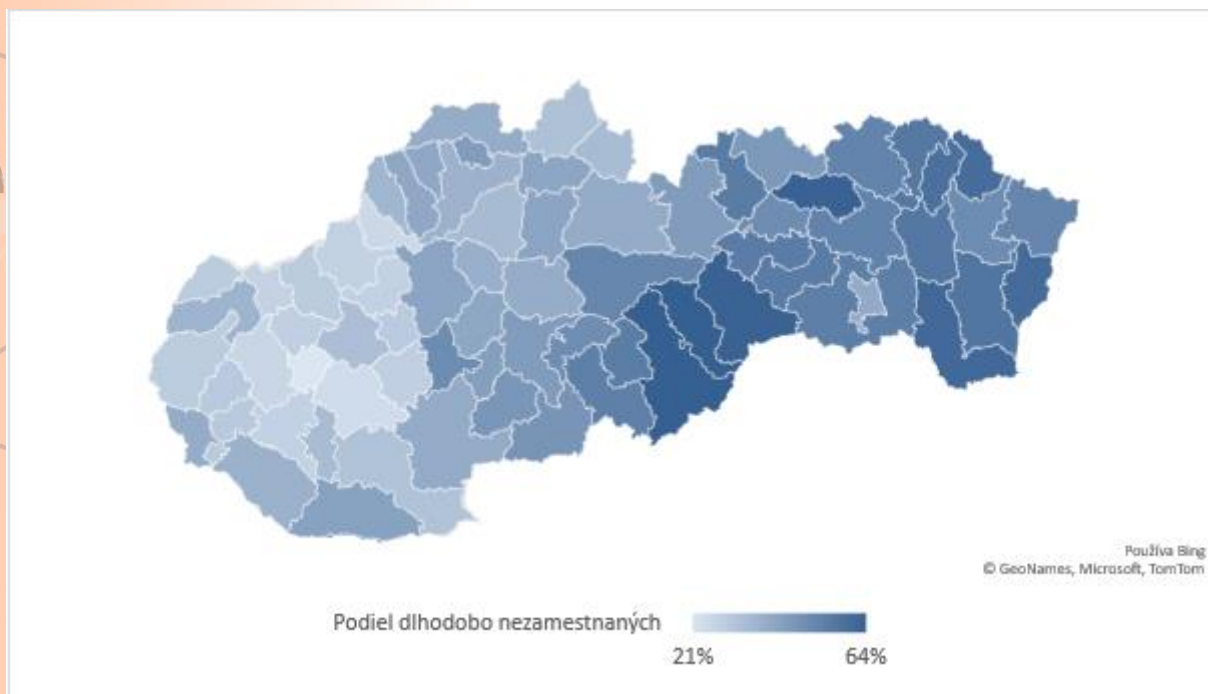 Používa Bing
© GeoNames, Microsoft, TomTom
Podiel dlhodobo nezamestnaných
21%
64%